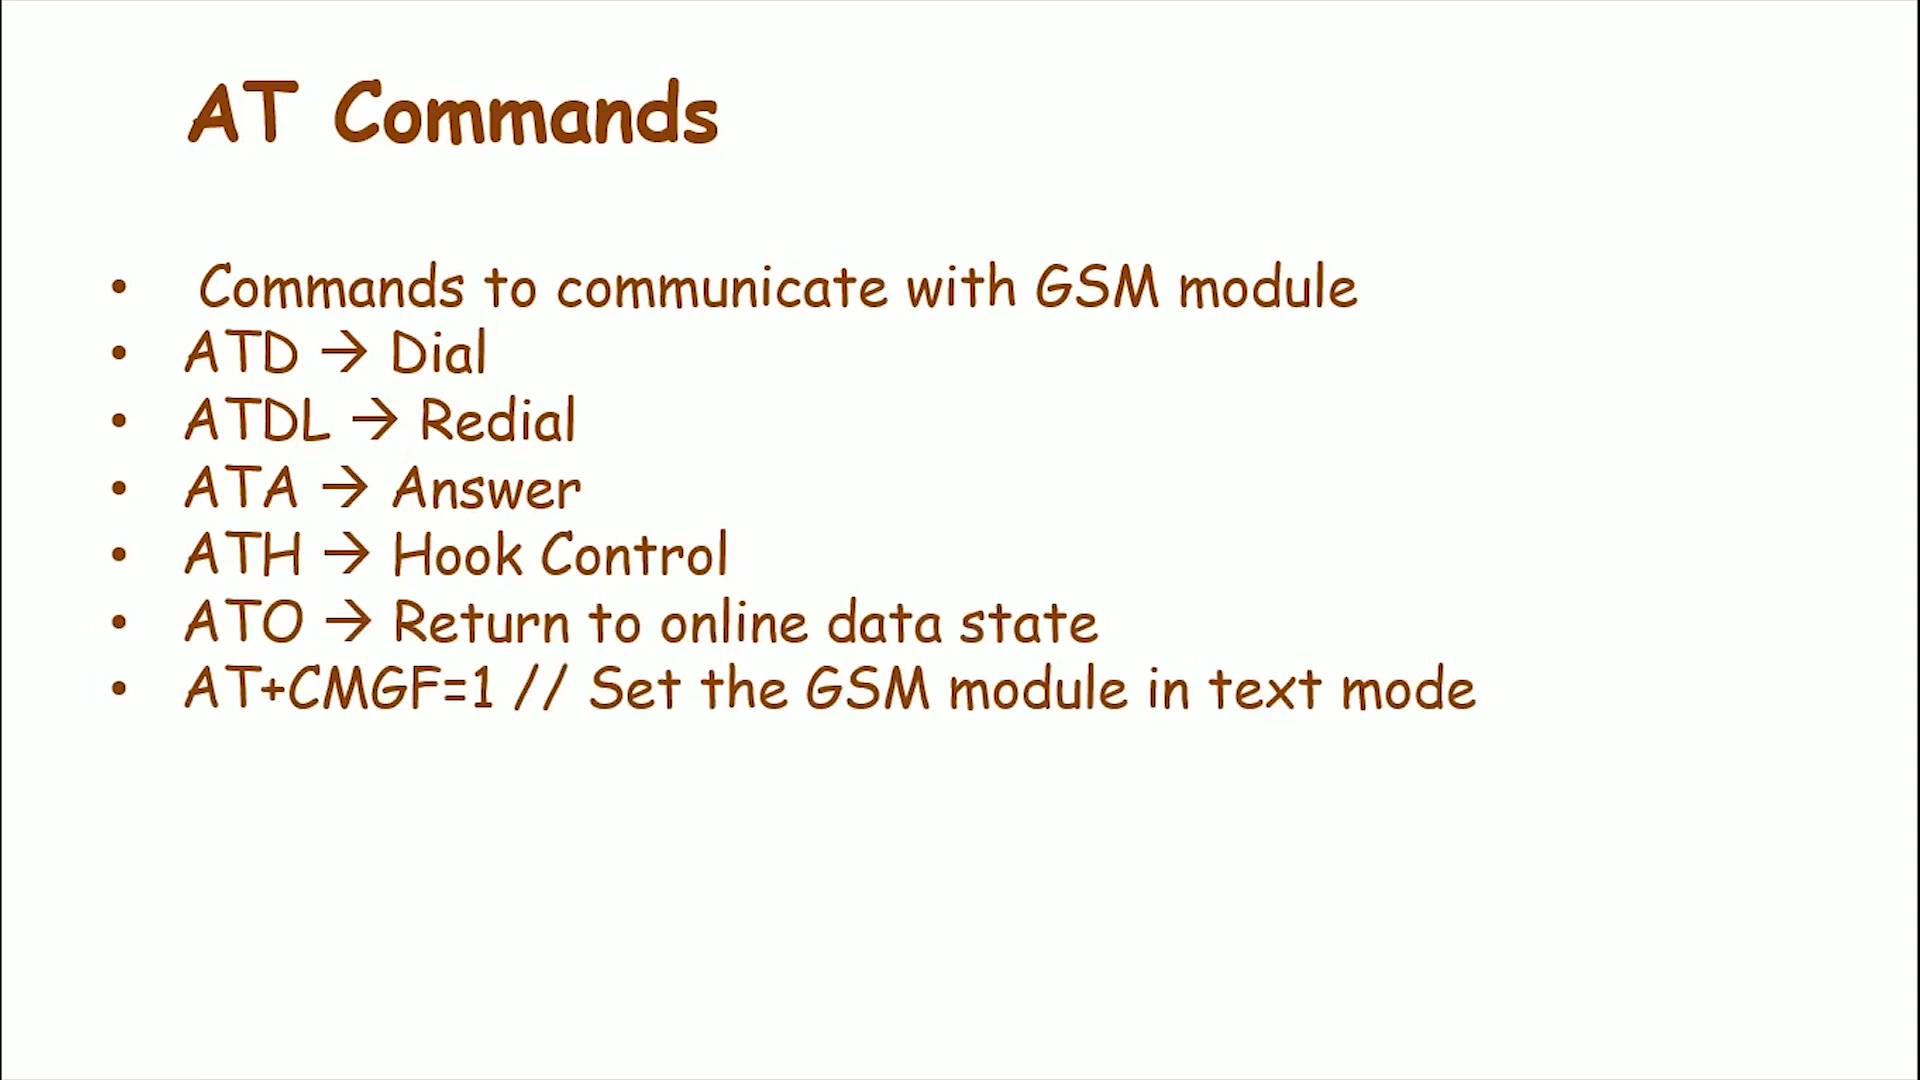 AT Commands
• Commands to communicate with GSM module
• ATD → Dial
• ATDL → Redial
• ATA → Answer
• ATH → Hook Control
• ATO → Return to online data state
• AT+CMGF=1 // Set the GSM module in text mode